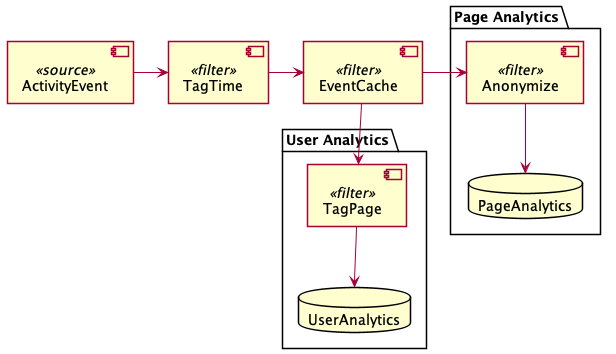 Page Analytics
«source»
ActivityEvent
«filter»
TagTime
«filter»
EventCache
«filter»
Anonymize
User Analytics
«filter»
TagPage
PageAnalytics
UserAnalytics